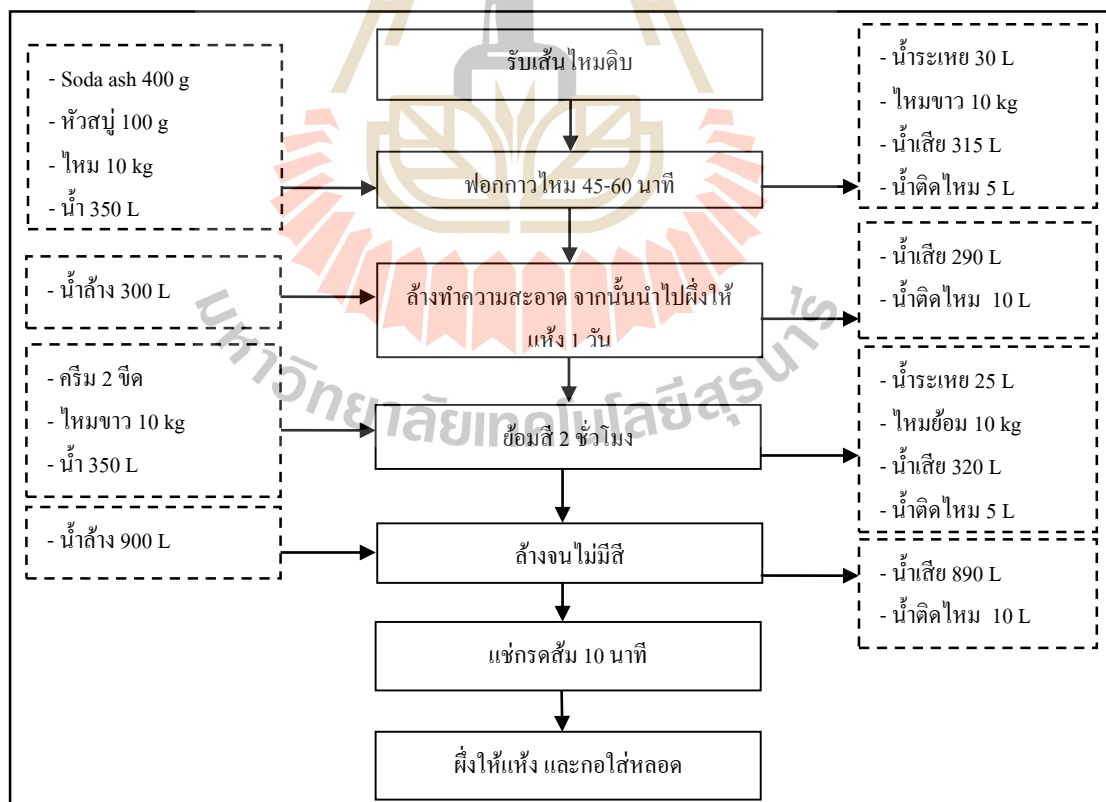 รับเส้นไหมดิบ
- Soda ash 400 g
- หัวสบู่ 100 g
- ไหม 10 kg
- น้ำ 350 L
ฟอกกาวไหม 45-60 นาที
- น้ำระเหย 30 L
- ไหมขาว 10 kg
- น้ำเสีย 315 L
- น้ำติดไหม 5 L
- น้ำล้าง 300 L
ล้างทำความสะอาด จากนั้นนำไปผึ่งให้
แห้ง 1 วัน
- น้ำเสีย 290 L
- น้ำติดไหม 10 L
- ครีม 2 ขีด
- ไหมขาว 10 kg
- น้ำ 350 L
ย้อมสี 2 ชั่วโมง
- น้ำระเหย 25 L
- ไหมย้อม 10 kg
- น้ำเสีย 320 L
- น้ำติดไหม 5 L
- น้ำล้าง 900 L
ล้างจนไม่มีสี
- น้ำเสีย 890 L
- น้ำติดไหม 10 L
แช่กรดส้ม 10 นาที
ผึ่งให้แห้ง และกอใส่หลอด
มหาวิทยาลัยเทคโนโลยีสุรนารี